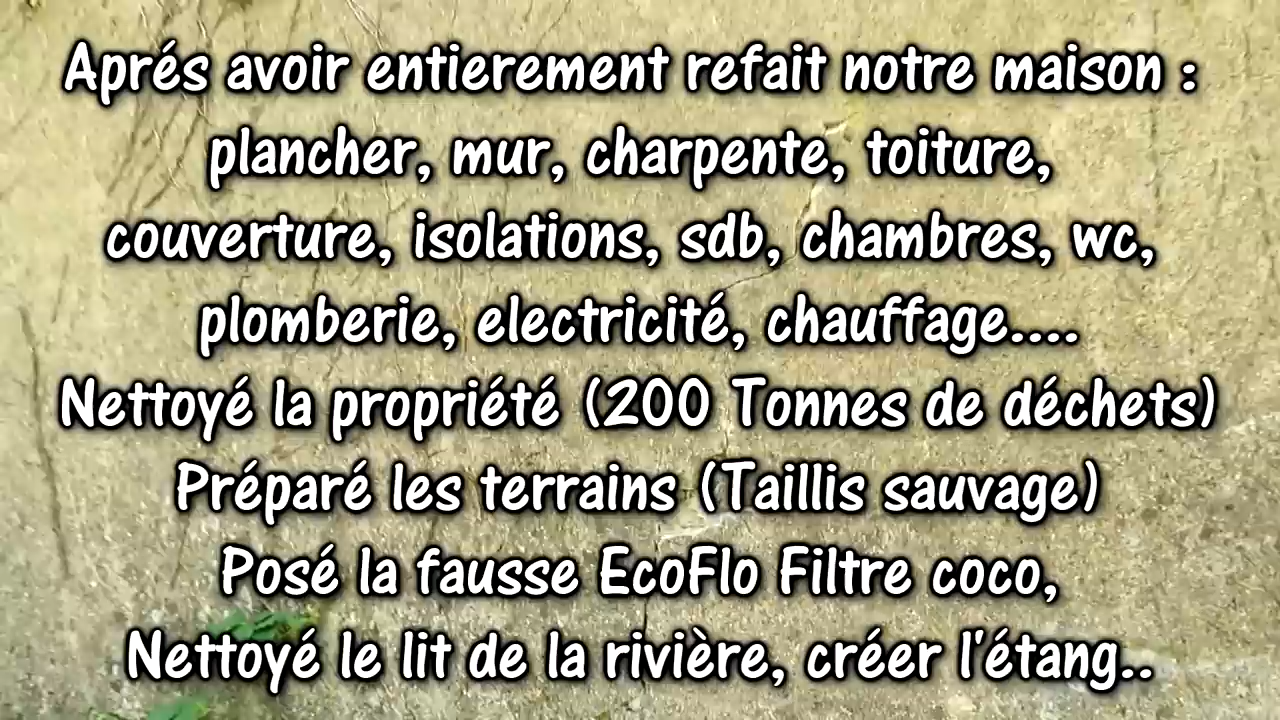 Aprés avoir entierement refait notre maison :
plancher, mur, charpente, toiture,
couverture, isolations, sdb, chambres, wc,
plomberie, electricité, chauffage....
Nettoyé la propriété (200 Tonnes de déchets)
Préparé les terrains (Taillis sauvage)
Posé la fausse EcoFlo Filtre coco,
Nettoyé le lit de la rivière, créer l'étang..